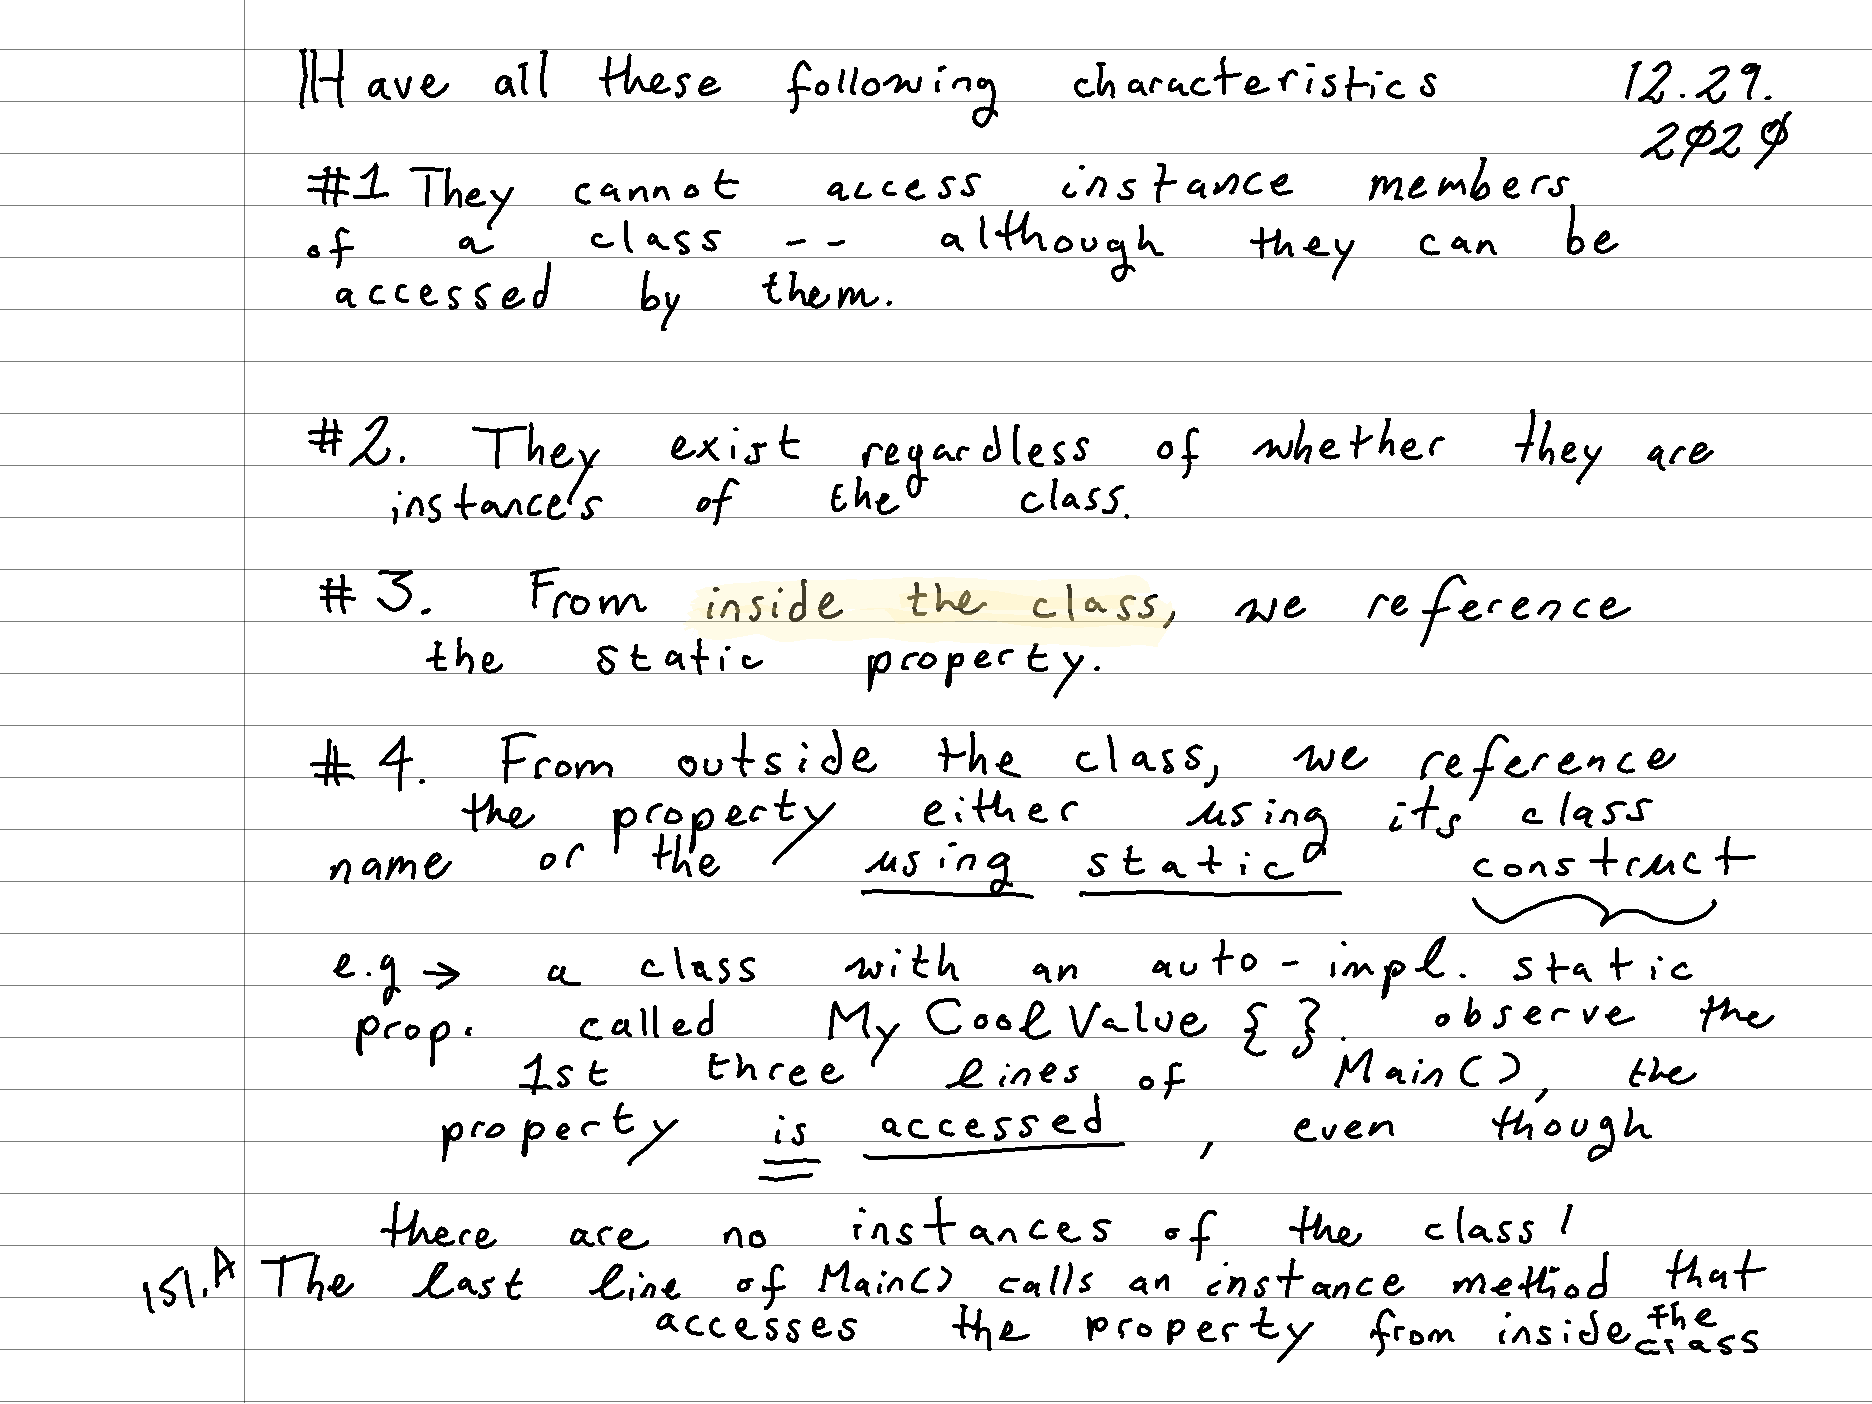 Have all these following characteristics 12.29.
2020
#1 They cannot access instance members
of a class -- although they can be
accessed by them.
#2. They exist regardless of whether they are
instances of the class.
#3. From inside the class, we reference
the static property.
#4. From outside the class, we reference
the property either using its class
name or the using static construct
e.g → a class with an auto-impl. static
prop. called My Cool Value { }. observe the
1st three lines of Main(), the
property is accessed, even though
there are no instances of the class!
151.A The last line of Main() calls an instance method that
accesses the property from inside the
class